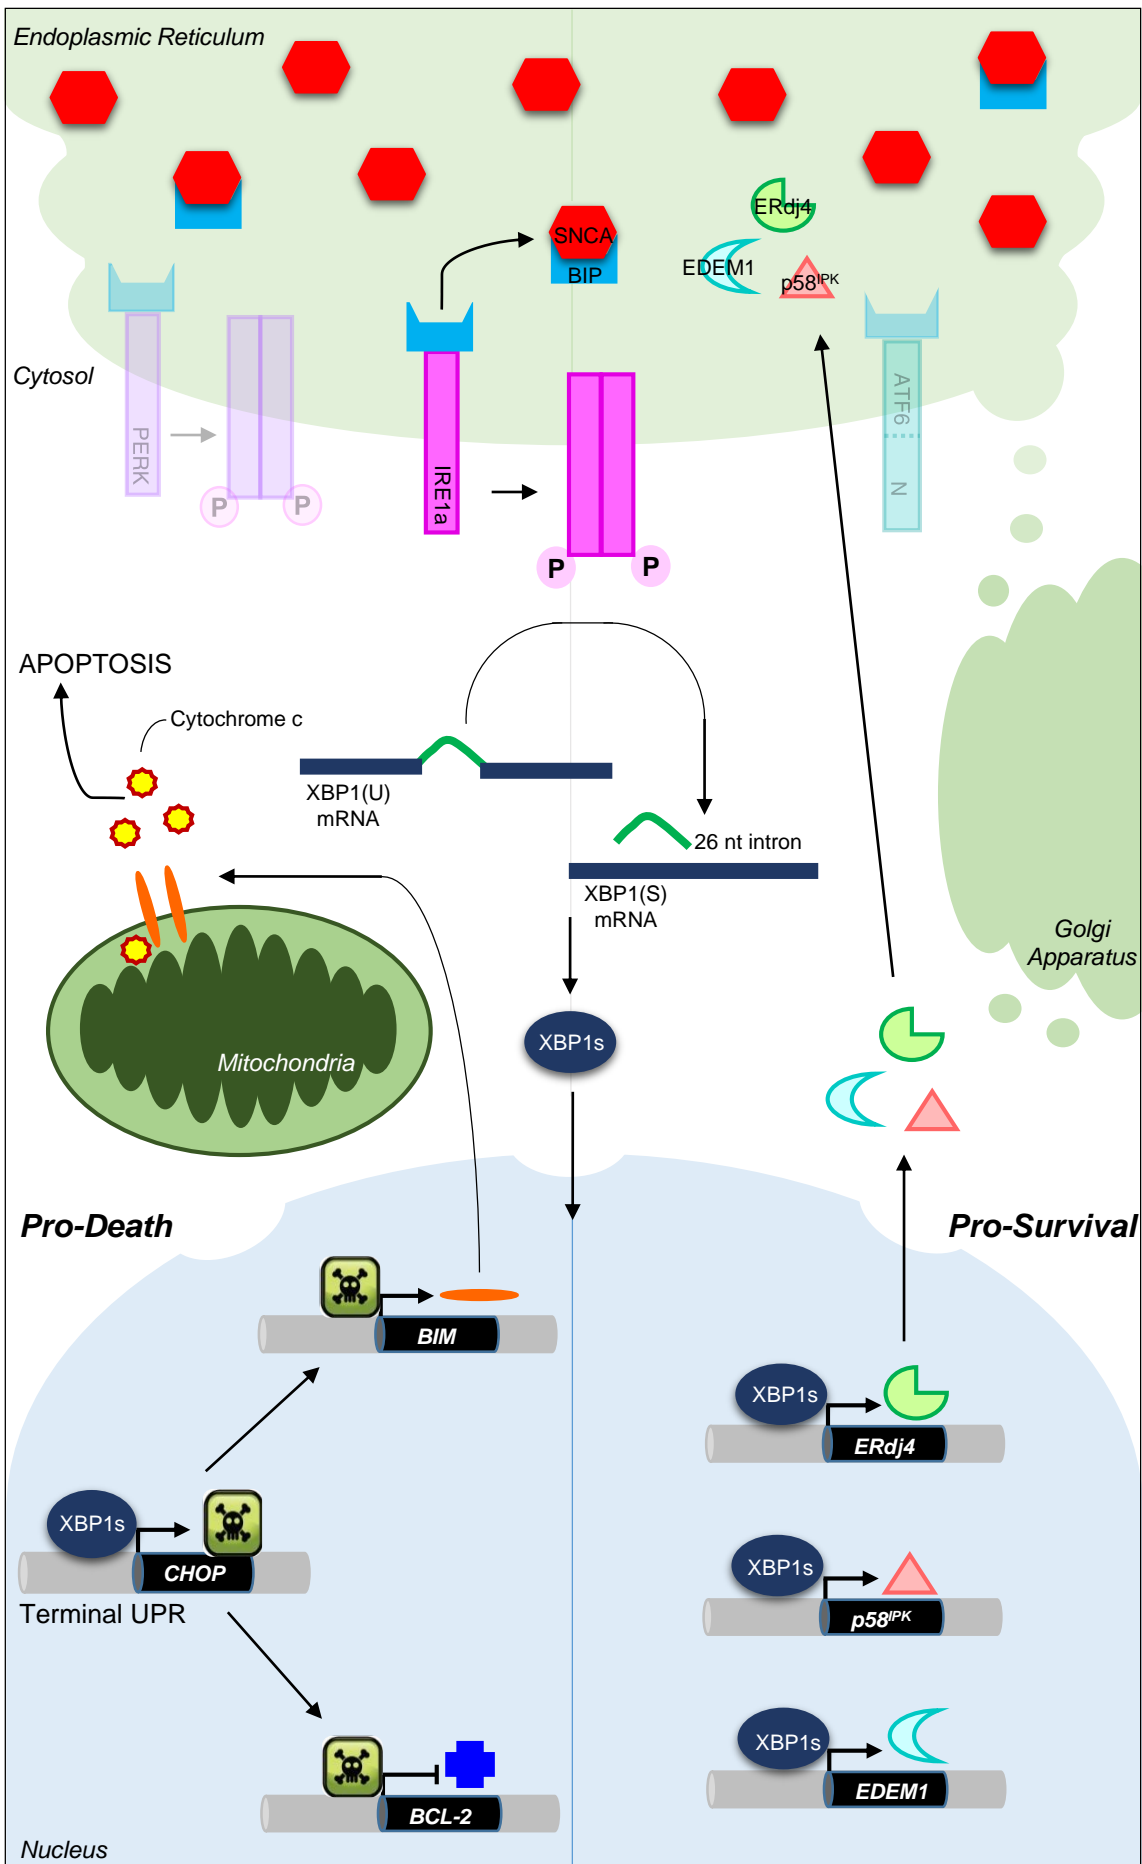 Endoplasmic Reticulum
SNCA
BIP
ERdj4
EDEM1
p58IPK
Cytosol
PERK
P
P
IRE1a
P
P
ATF6
N
APOPTOSIS
Cytochrome c
XBP1(U)
mRNA
26 nt intron
XBP1(S)
mRNA
Golgi
Apparatus
XBP1s
Mitochondria
Pro-Death
Pro-Survival
BIM
XBP1s
ERdj4
XBP1s
CHOP
Terminal UPR
XBP1s
p58IPK
XBP1s
EDEM1
BCL-2
Nucleus